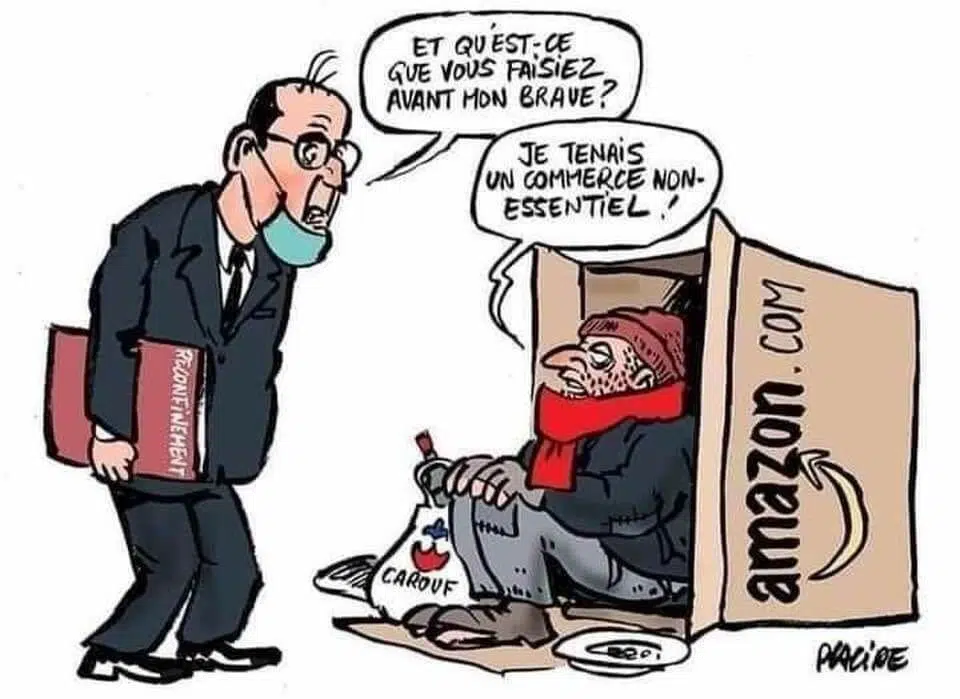 ET QU'EST-CE
QUE VOUS FAISIEZ
AVANT MON BRAVE?
JE TENAIS
UN COMMERCE NON-
ESSENTIEL!
RECONFINEMENT
CAROUF
amazon.COM
PLACIDE